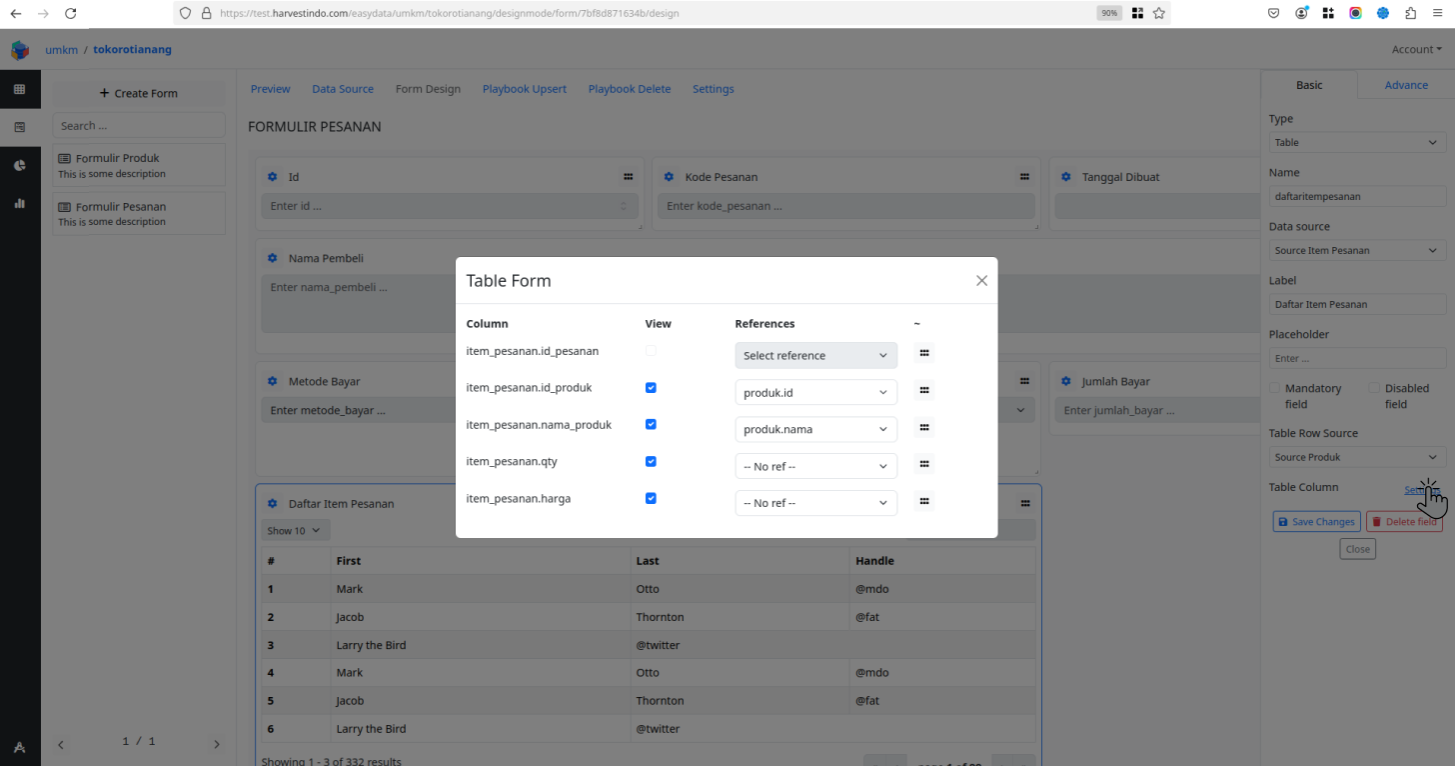 https://test.harvestindo.com/easydata/umkm/tokorotianang/designmode/form/7bf8d871634b/design
90%
umkm / tokorotianang
Account
+ Create Form
Search ...
Formulir Produk
This is some description
Formulir Pesanan
This is some description
1 / 1
Preview
Data Source
Form Design
Playbook Upsert
Playbook Delete
Settings
FORMULIR PESANAN
Id
Enter id ...
Kode Pesanan
Enter kode_pesanan ...
Tanggal Dibuat
Nama Pembeli
Enter nama_pembeli ...
Metode Bayar
Enter metode_bayar ...
Jumlah Bayar
Enter jumlah_bayar ...
Table Form
Column View References ~
item_pesanan.id_pesanan Select reference
item_pesanan.id_produk produk.id
item_pesanan.nama_produk produk.nama
item_pesanan.qty -- No ref --
item_pesanan.harga -- No ref --
Daftar Item Pesanan
Show 10
# First Last Handle
1 Mark Otto @mdo
2 Jacob Thornton @fat
3 Larry the Bird @twitter
4 Mark Otto @mdo
5 Jacob Thornton @fat
6 Larry the Bird @twitter
Showing 1 - 3 of 332 results
Basic
Advance
Type
Table
Name
daftaritempesanan
Data source
Source Item Pesanan
Label
Daftar Item Pesanan
Placeholder
Enter ...
Mandatory field
Disabled field
Table Row Source
Source Produk
Table Column
Save Changes
Delete field
Close